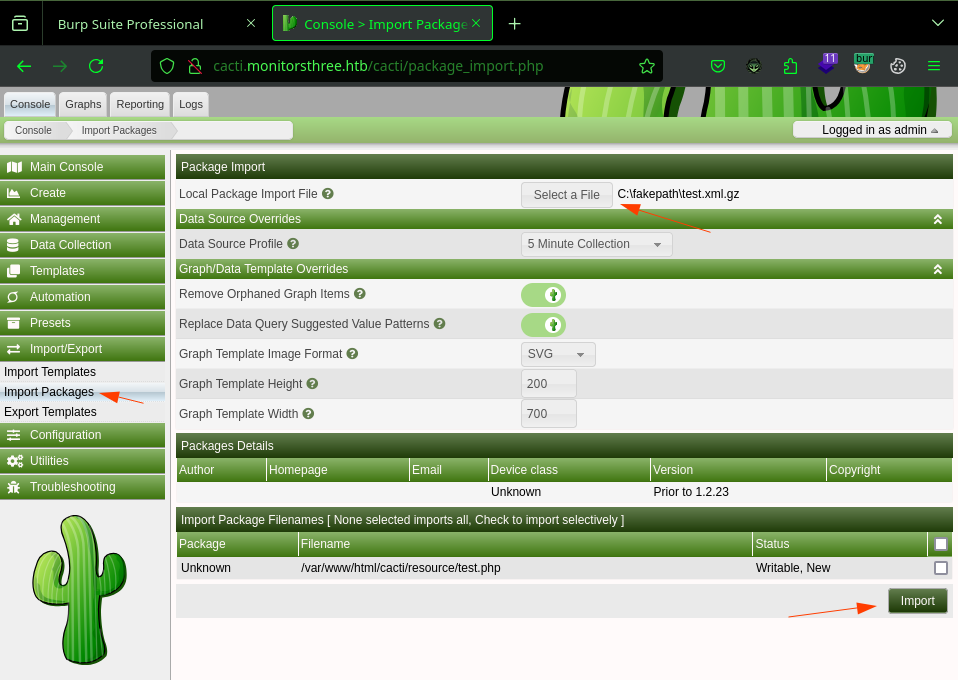 Burp Suite Professional
Console > Import Package
cacti.monitorsthree.htb/cacti/package_import.php
11
bur
Console Graphs Reporting Logs
Console Import Packages
Logged in as admin
Main Console
Create
Management
Data Collection
Templates
Automation
Presets
Import/Export
Import Templates
Import Packages
Export Templates
Configuration
Utilities
Troubleshooting
Package Import
Local Package Import File Select a File C:\fakepath\test.xml.gz
Data Source Overrides
Data Source Profile 5 Minute Collection
Graph/Data Template Overrides
Remove Orphaned Graph Items
Replace Data Query Suggested Value Patterns
Graph Template Image Format SVG
Graph Template Height 200
Graph Template Width 700
Packages Details
Author Homepage Email Device class Version Copyright
Unknown Prior to 1.2.23
Import Package Filenames [ None selected imports all, Check to import selectively ]
Package Filename Status
Unknown /var/www/html/cacti/resource/test.php Writable, New
Import